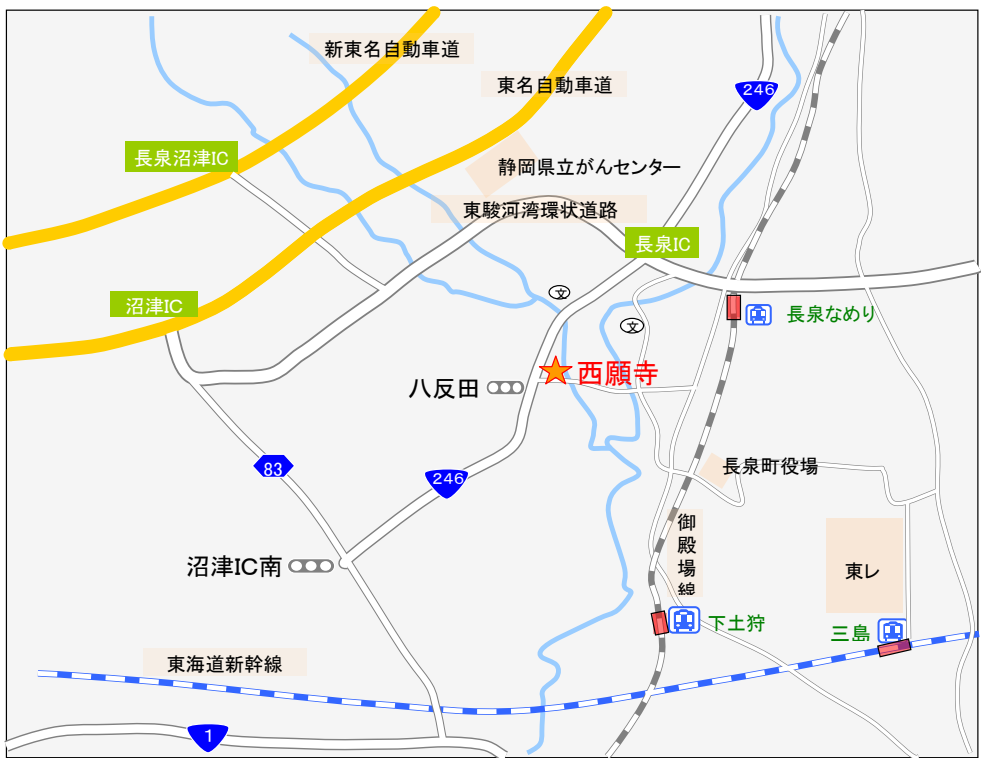 新東名自動車道
東名自動車道
246
長泉沼津IC
静岡県立がんセンター
東駿河湾環状道路
長泉IC
沼津IC
文
長泉なめり
文
西願寺
八反田
83
246
長泉町役場
御殿場線
沼津IC南
東レ
下土狩
三島
東海道新幹線
1